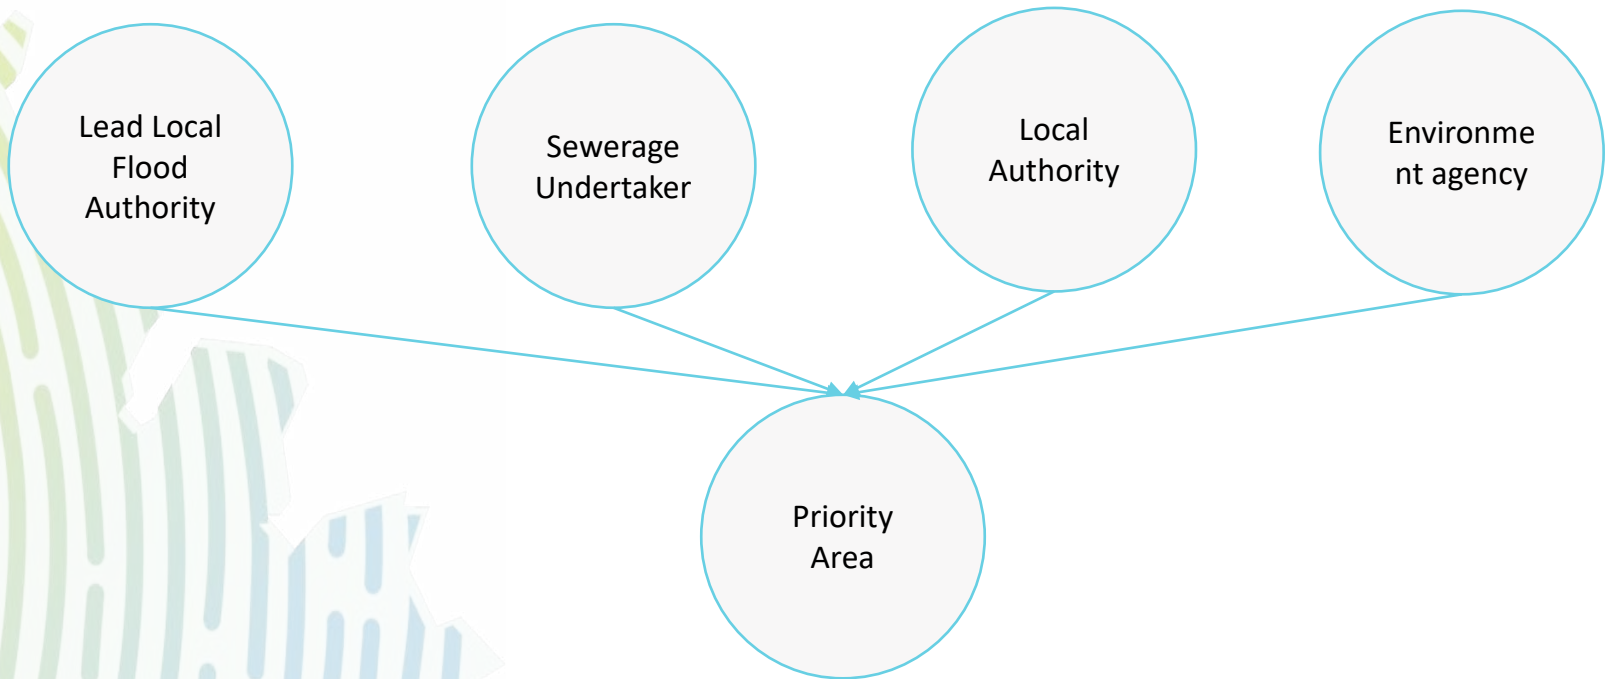 Lead Local
Flood
Authority
Sewerage
Undertaker
Local
Authority
Environme
nt agency
Priority
Area